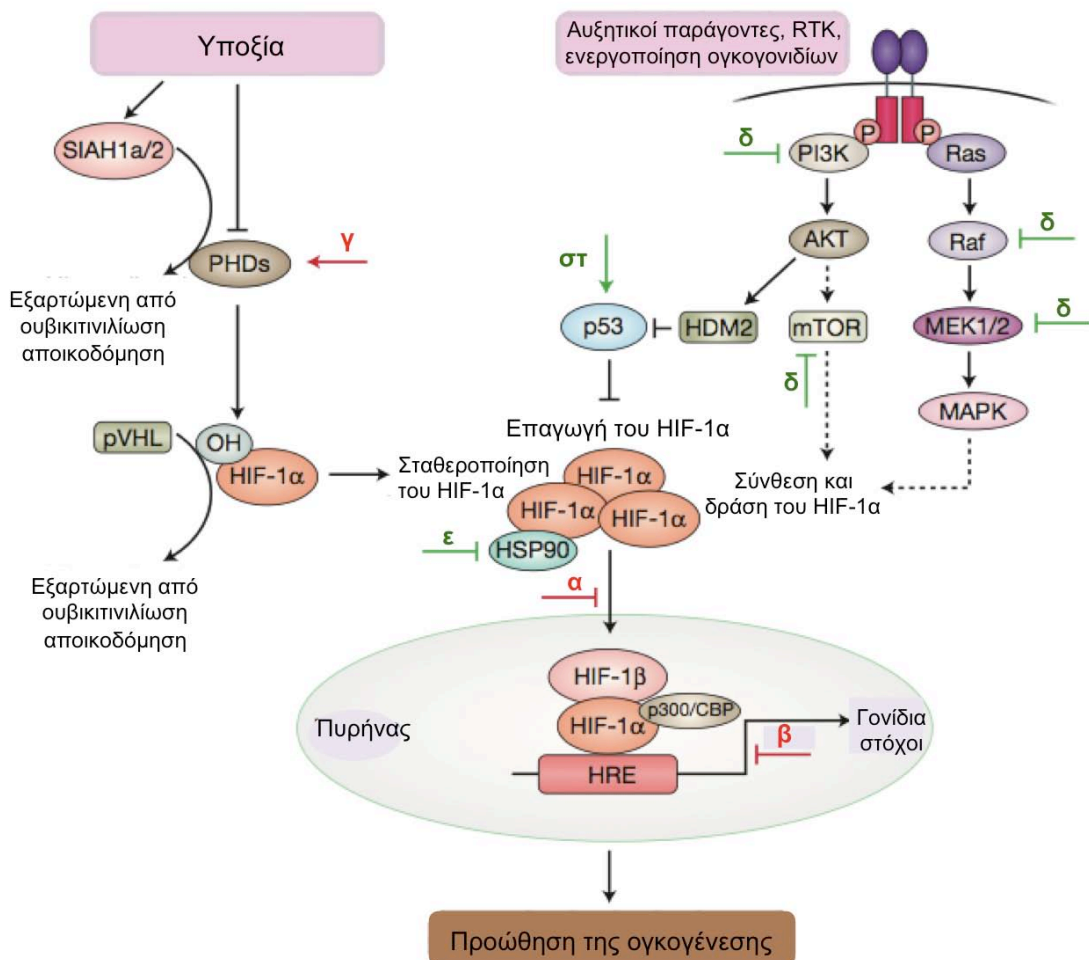 Υποξία
Αυξητικοί παράγοντες, RTK,
ενεργοποίηση ογκογονιδίων
SIAH1a/2
P
P
δ
PI3K
Ras
AKT
Raf
δ
PHDs
γ
στ
Εξαρτώμενη από
ουβικιτινιλίωση
αποικοδόμηση
p53
HDM2
mTOR
MEK1/2
δ
δ
MAPK
pVHL
OH
HIF-1α
Επαγωγή του HIF-1α
Σταθεροποίηση
του HIF-1α
HIF-1α
HIF-1α
HIF-1α
Σύνθεση και
δράση του HIF-1α
ε
HSP90
Εξαρτώμενη από
ουβικιτινιλίωση
αποικοδόμηση
α
HIF-1β
p300/CBP
HIF-1α
Πυρήνας
Γονίδια
στόχοι
β
HRE
Προώθηση της ογκογένεσης